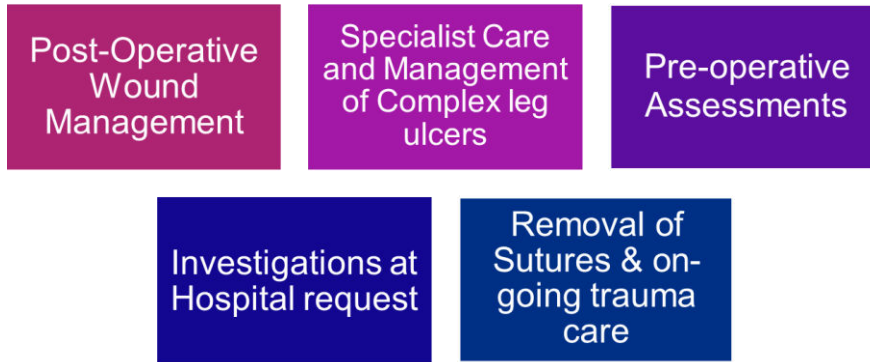 Post-Operative
Wound
Management
Specialist Care
and Management
of Complex leg
ulcers
Pre-operative
Assessments
Investigations at
Hospital request
Removal of
Sutures & on-
going trauma
care